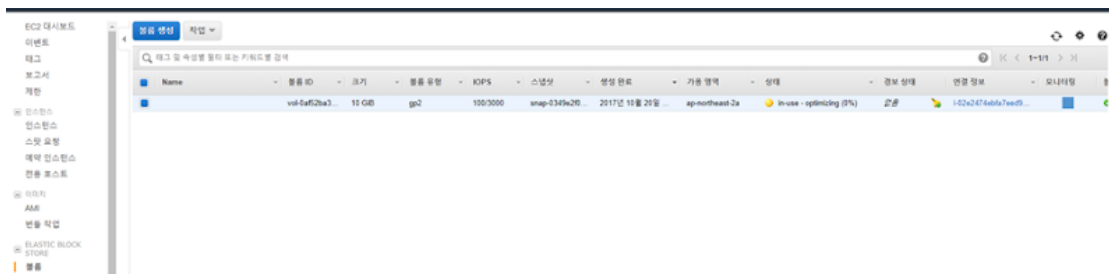 EC2 대시보드
이벤트
태그
보고서
제한
인스턴스
인스턴스
스팟 요청
예약 인스턴스
전용 호스트
이미지
AMI
번들 작업
ELASTIC BLOCK STORE
볼륨
볼륨 생성 작업
태그 및 속성별 필터 또는 키워드별 검색 1~1/1
Name 볼륨 ID 크기 볼륨 유형 IOPS 스냅샷 생성 완료 가용 영역 상태 경보 상태 연결 정보 모니터링
vol-0af52ba3... 10 GiB gp2 100/3000 snap-0349e2f0... 2017년 10월 20일 ... ap-northeast-2a in-use - optimizing (0%) 없음 i-02e2474ebfa7eed9...